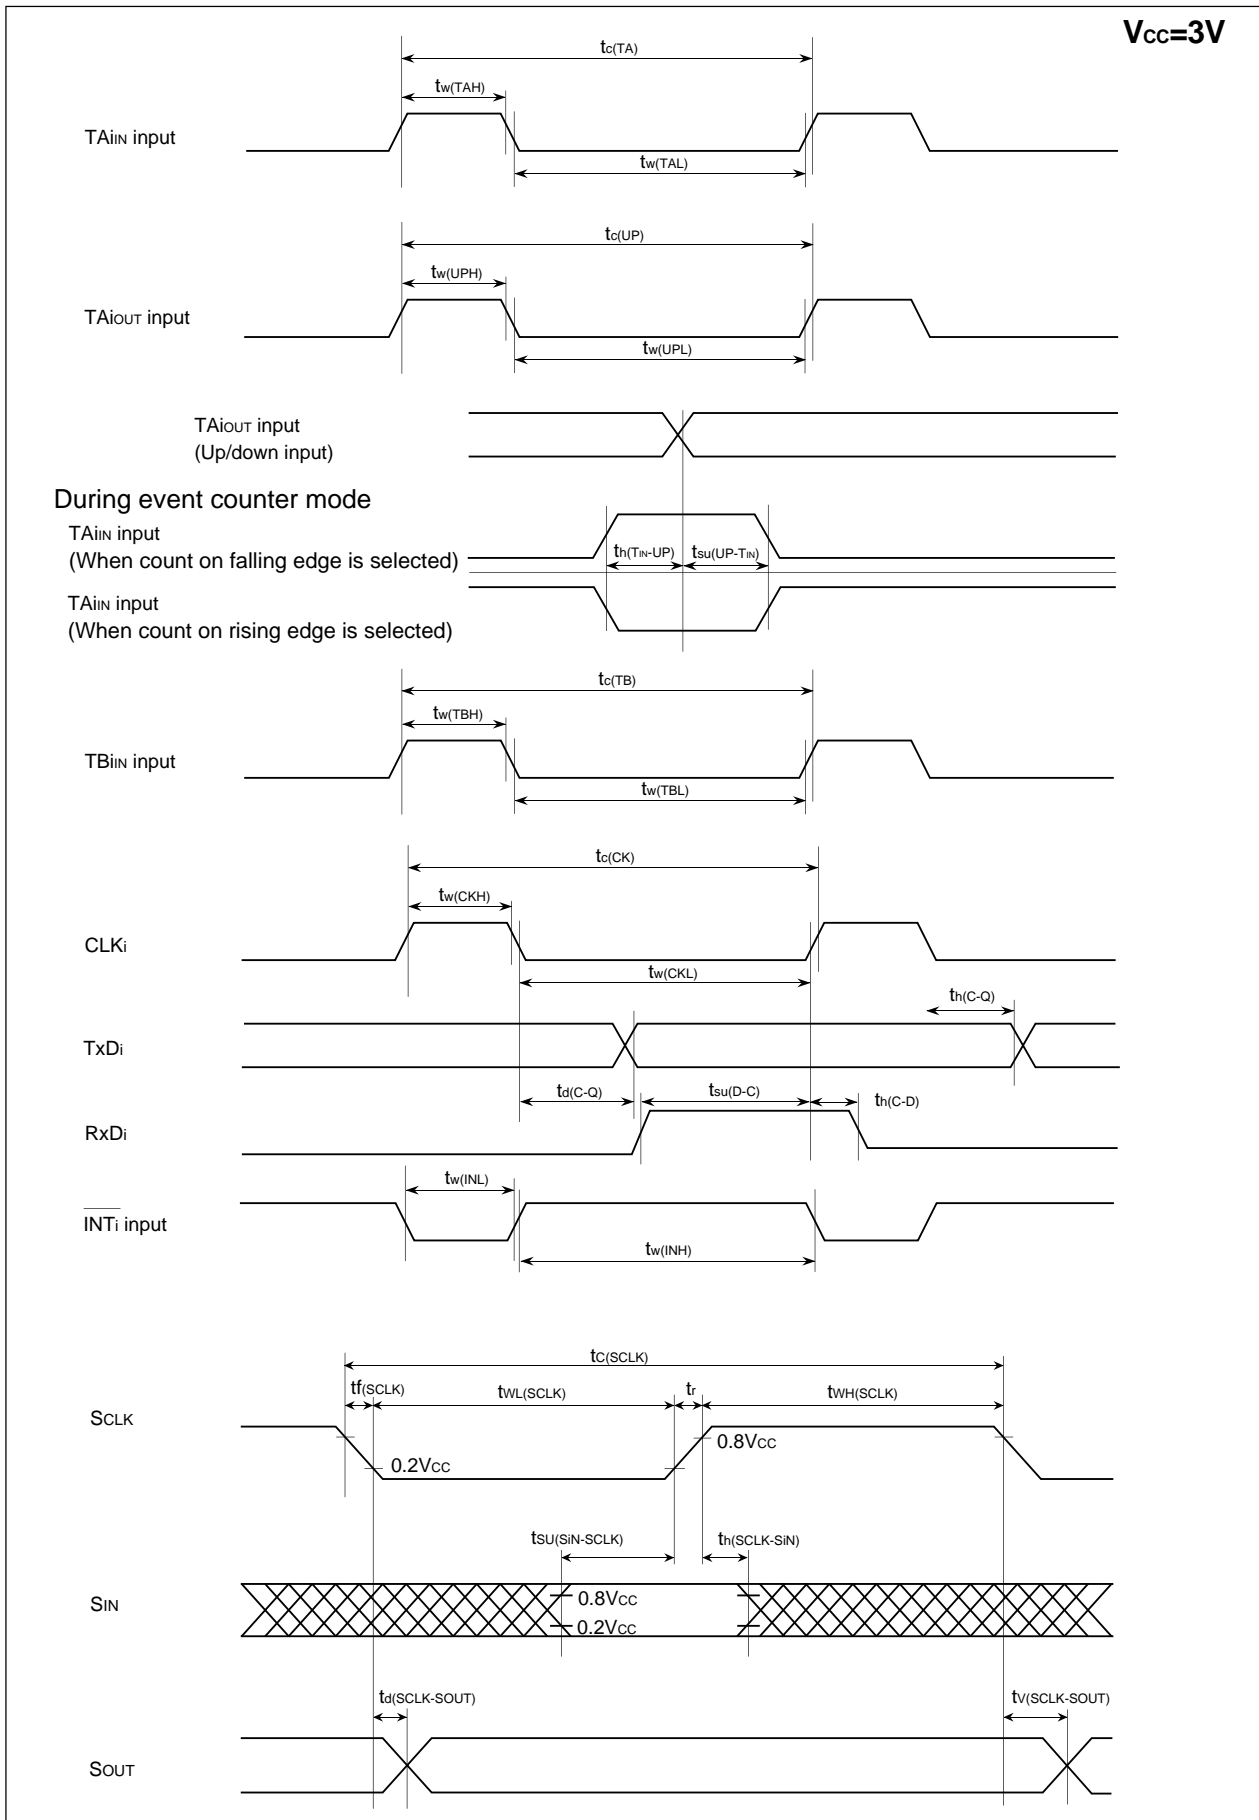 VCC=3V
tc(TA)
tw(TAH)
TAiIN input
tw(TAL)
tc(UP)
tw(UPH)
TAiOUT input
tw(UPL)
TAiOUT input
(Up/down input)
During event counter mode
TAiIN input
(When count on falling edge is selected)
th(TIN-UP) tsu(UP-TIN)
TAiIN input
(When count on rising edge is selected)
tc(TB)
tw(TBH)
TBiIN input
tw(TBL)
tc(CK)
tw(CKH)
CLKi
tw(CKL)
th(C-Q)
TxDi
td(C-Q) tsu(D-C) th(C-D)
RxDi
tw(INL)
INTi input
tw(INH)
tC(SCLK)
tf(SCLK) tWL(SCLK) tr tWH(SCLK)
SCLK
0.8VCC
0.2VCC
tSU(SiN-SCLK) th(SCLK-SiN)
SIN
0.8VCC
0.2VCC
td(SCLK-SOUT) tV(SCLK-SOUT)
SOUT